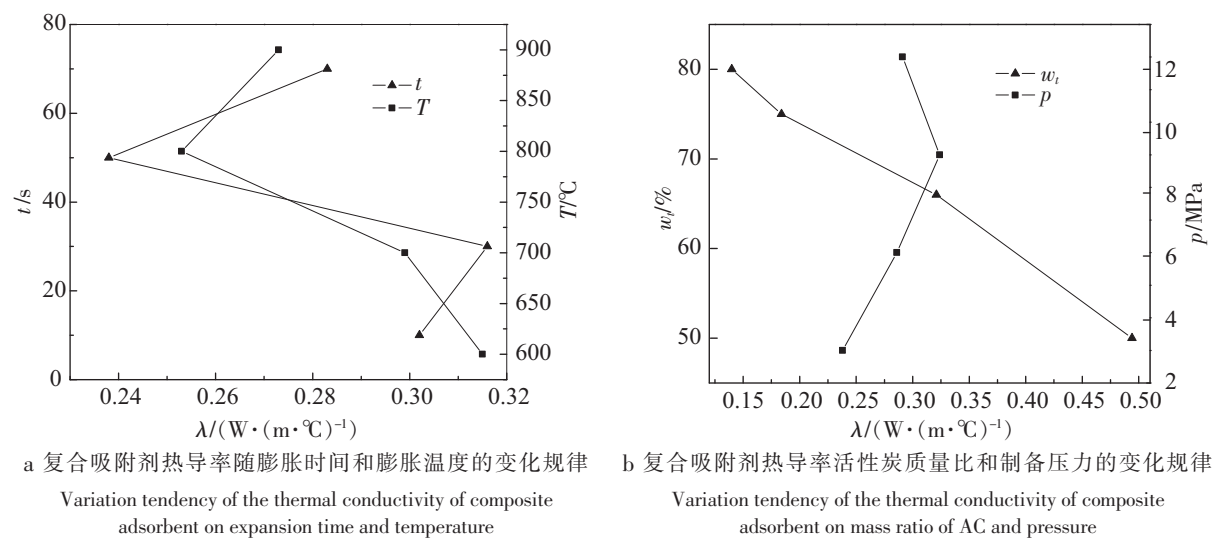 80
60
40
20
0
t/s
0.24
0.26
0.28
0.30
0.32
λ/(W·(m·℃)⁻¹)
900
850
800
750
700
650
600
T/℃
t
T
80
70
60
50
wₜ/%
0.15
0.20
0.25
0.30
0.35
0.40
0.45
0.50
λ/(W·(m·℃)⁻¹)
12
10
8
6
4
2
p/MPa
wₜ
p
a 复合吸附剂热导率随膨胀时间和膨胀温度的变化规律
Variation tendency of the thermal conductivity of composite
adsorbent on expansion time and temperature
b 复合吸附剂热导率活性炭质量比和制备压力的变化规律
Variation tendency of the thermal conductivity of composite
adsorbent on mass ratio of AC and pressure